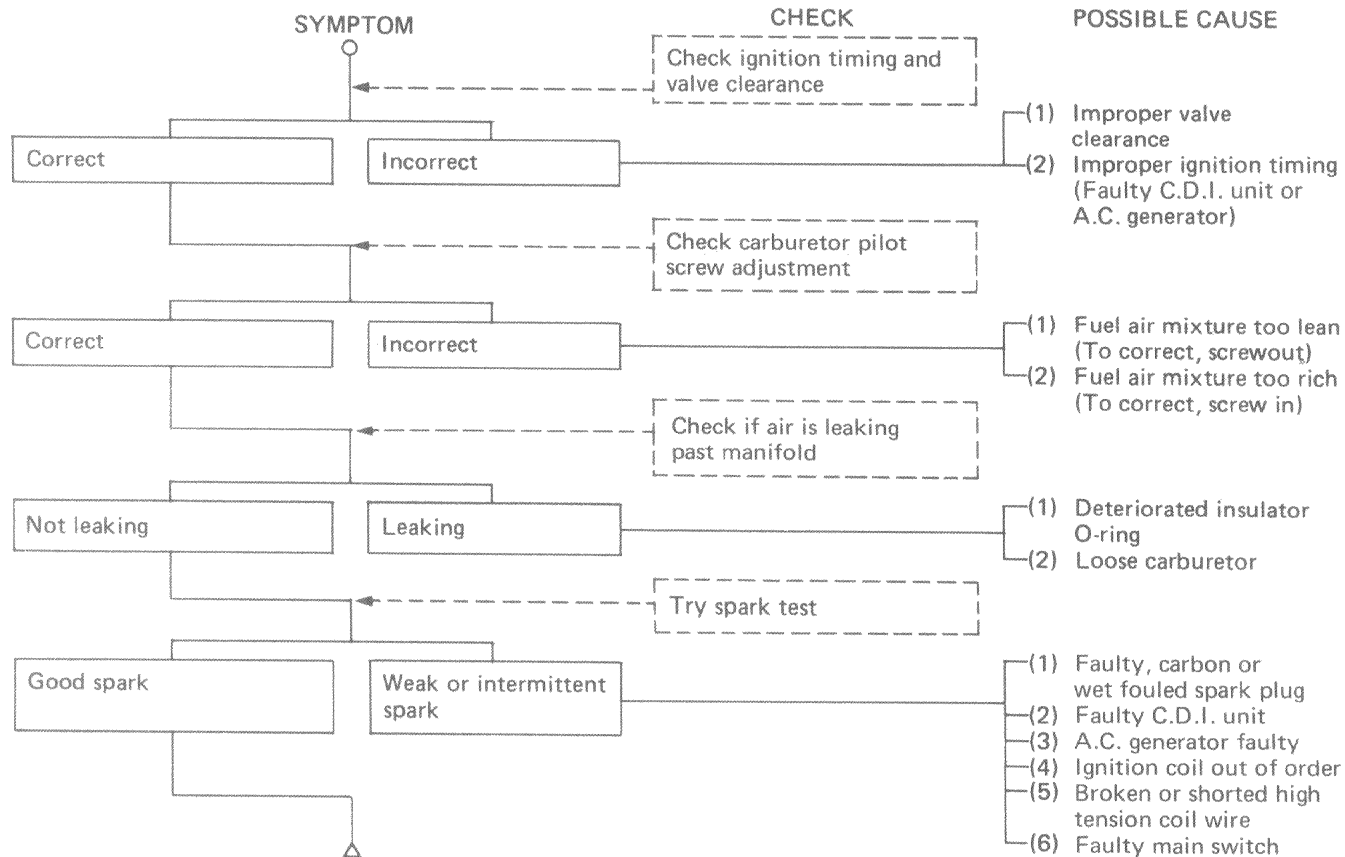 SYMPTOM
CHECK
POSSIBLE CAUSE
Check ignition timing and
valve clearance
Correct
Incorrect
(1) Improper valve
clearance
(2) Improper ignition timing
(Faulty C.D.I. unit or
A.C. generator)
Check carburetor pilot
screw adjustment
Correct
Incorrect
(1) Fuel air mixture too lean
(To correct, screwout)
(2) Fuel air mixture too rich
(To correct, screw in)
Check if air is leaking
past manifold
Not leaking
Leaking
(1) Deteriorated insulator
O-ring
(2) Loose carburetor
Try spark test
Good spark
Weak or intermittent
spark
(1) Faulty, carbon or
wet fouled spark plug
(2) Faulty C.D.I. unit
(3) A.C. generator faulty
(4) Ignition coil out of order
(5) Broken or shorted high
tension coil wire
(6) Faulty main switch